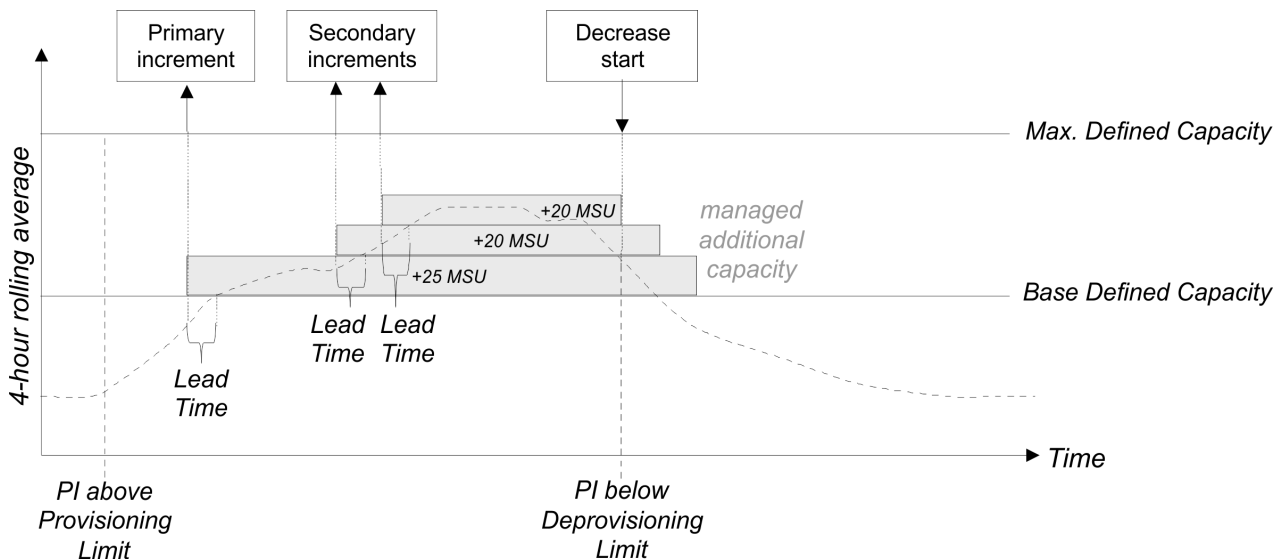 Primary
increment
Secondary
increments
Decrease
start
Max. Defined Capacity
4-hour rolling average
+20 MSU
+20 MSU
+25 MSU
managed
additional
capacity
Base Defined Capacity
Lead
Time
Lead
Time
Lead
Time
Time
PI above
Provisioning
Limit
PI below
Deprovisioning
Limit